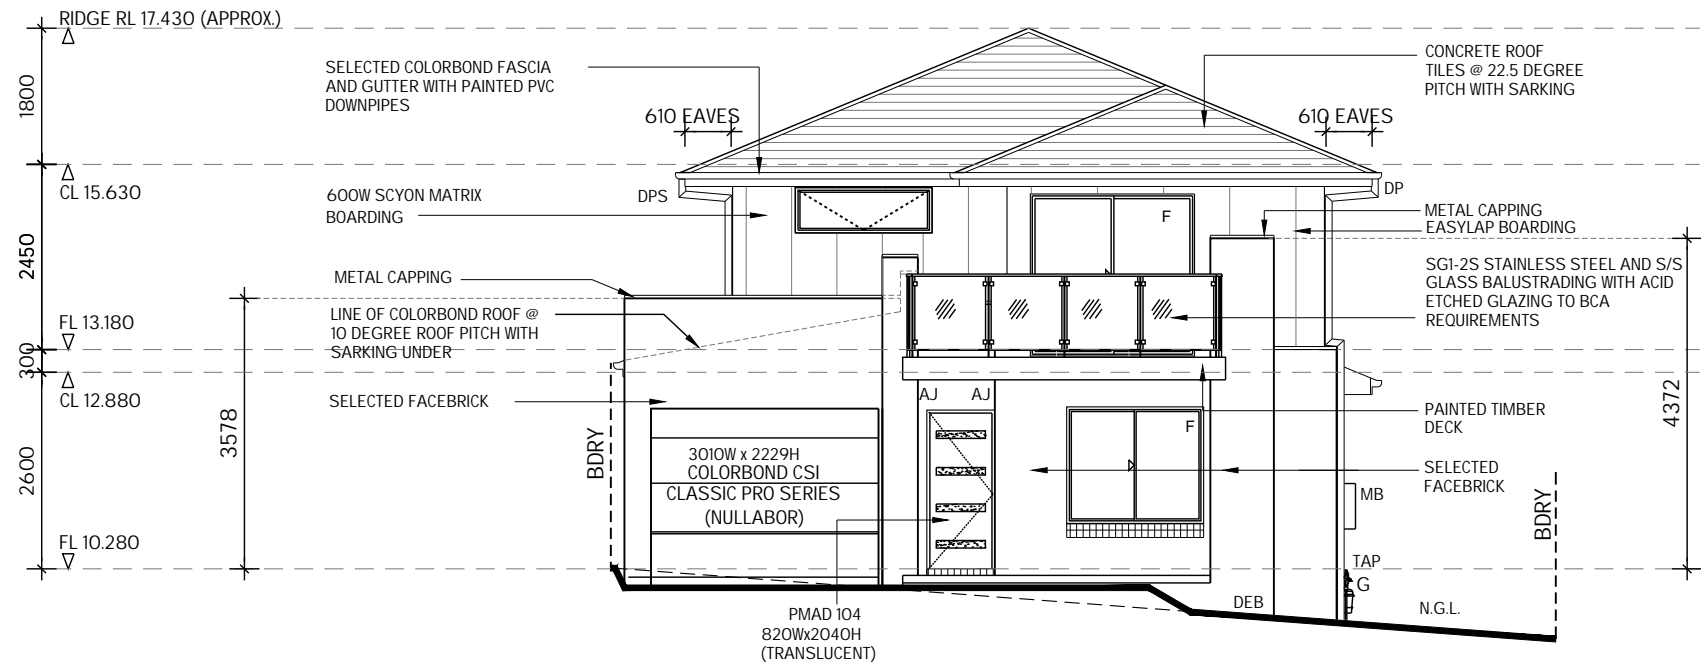 RIDGE RL 17.430 (APPROX.)
1800
SELECTED COLORBOND FASCIA
AND GUTTER WITH PAINTED PVC
DOWNPIPES
610 EAVES
610 EAVES
CONCRETE ROOF
TILES @ 22.5 DEGREE
PITCH WITH SARKING
CL 15.630
600W SCYON MATRIX
BOARDING
DPS
DP
F
METAL CAPPING
EASYLAP BOARDING
2450
METAL CAPPING
SG1-2S STAINLESS STEEL AND S/S
GLASS BALUSTRADING WITH ACID
ETCHED GLAZING TO BCA
REQUIREMENTS
LINE OF COLORBOND ROOF @
10 DEGREE ROOF PITCH WITH
SARKING UNDER
FL 13.180
300
CL 12.880
SELECTED FACEBRICK
3578
4372
AJ
AJ
F
PAINTED TIMBER
DECK
BDRY
3010W x 2229H
COLORBOND CSI
CLASSIC PRO SERIES
(NULLABOR)
SELECTED
FACEBRICK
2600
MB
BDRY
FL 10.280
TAP
G
DEB
N.G.L.
PMAD 104
820Wx2040H
(TRANSLUCENT)